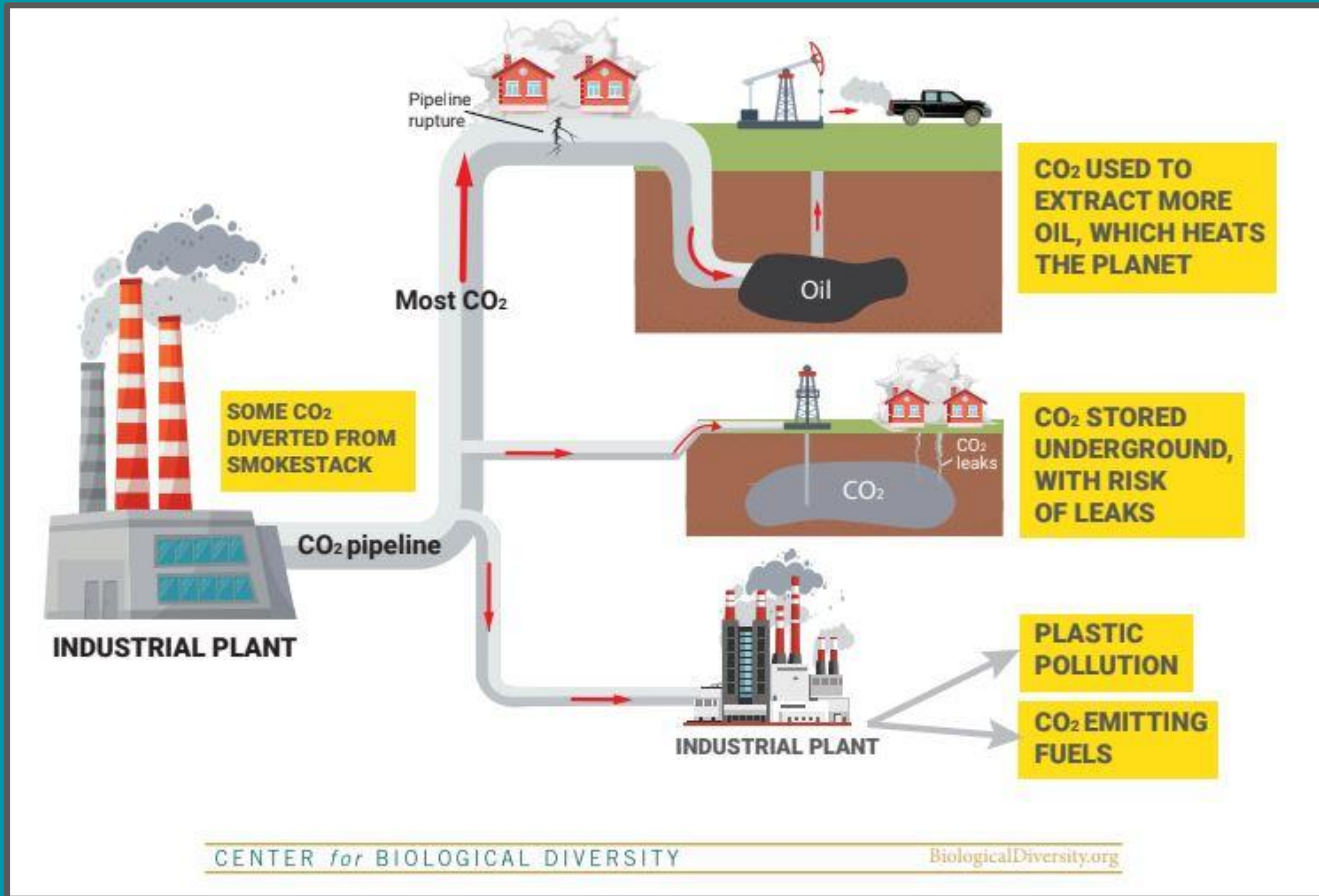 Pipeline
rupture
CO₂ USED TO
EXTRACT MORE
OIL, WHICH HEATS
THE PLANET
Most CO₂
Oil
SOME CO₂
DIVERTED FROM
SMOKESTACK
CO₂
leaks
CO₂
CO₂ STORED
UNDERGROUND,
WITH RISK
OF LEAKS
CO₂ pipeline
INDUSTRIAL PLANT
INDUSTRIAL PLANT
PLASTIC
POLLUTION
CO₂ EMITTING
FUELS
CENTER for BIOLOGICAL DIVERSITY
BiologicalDiversity.org